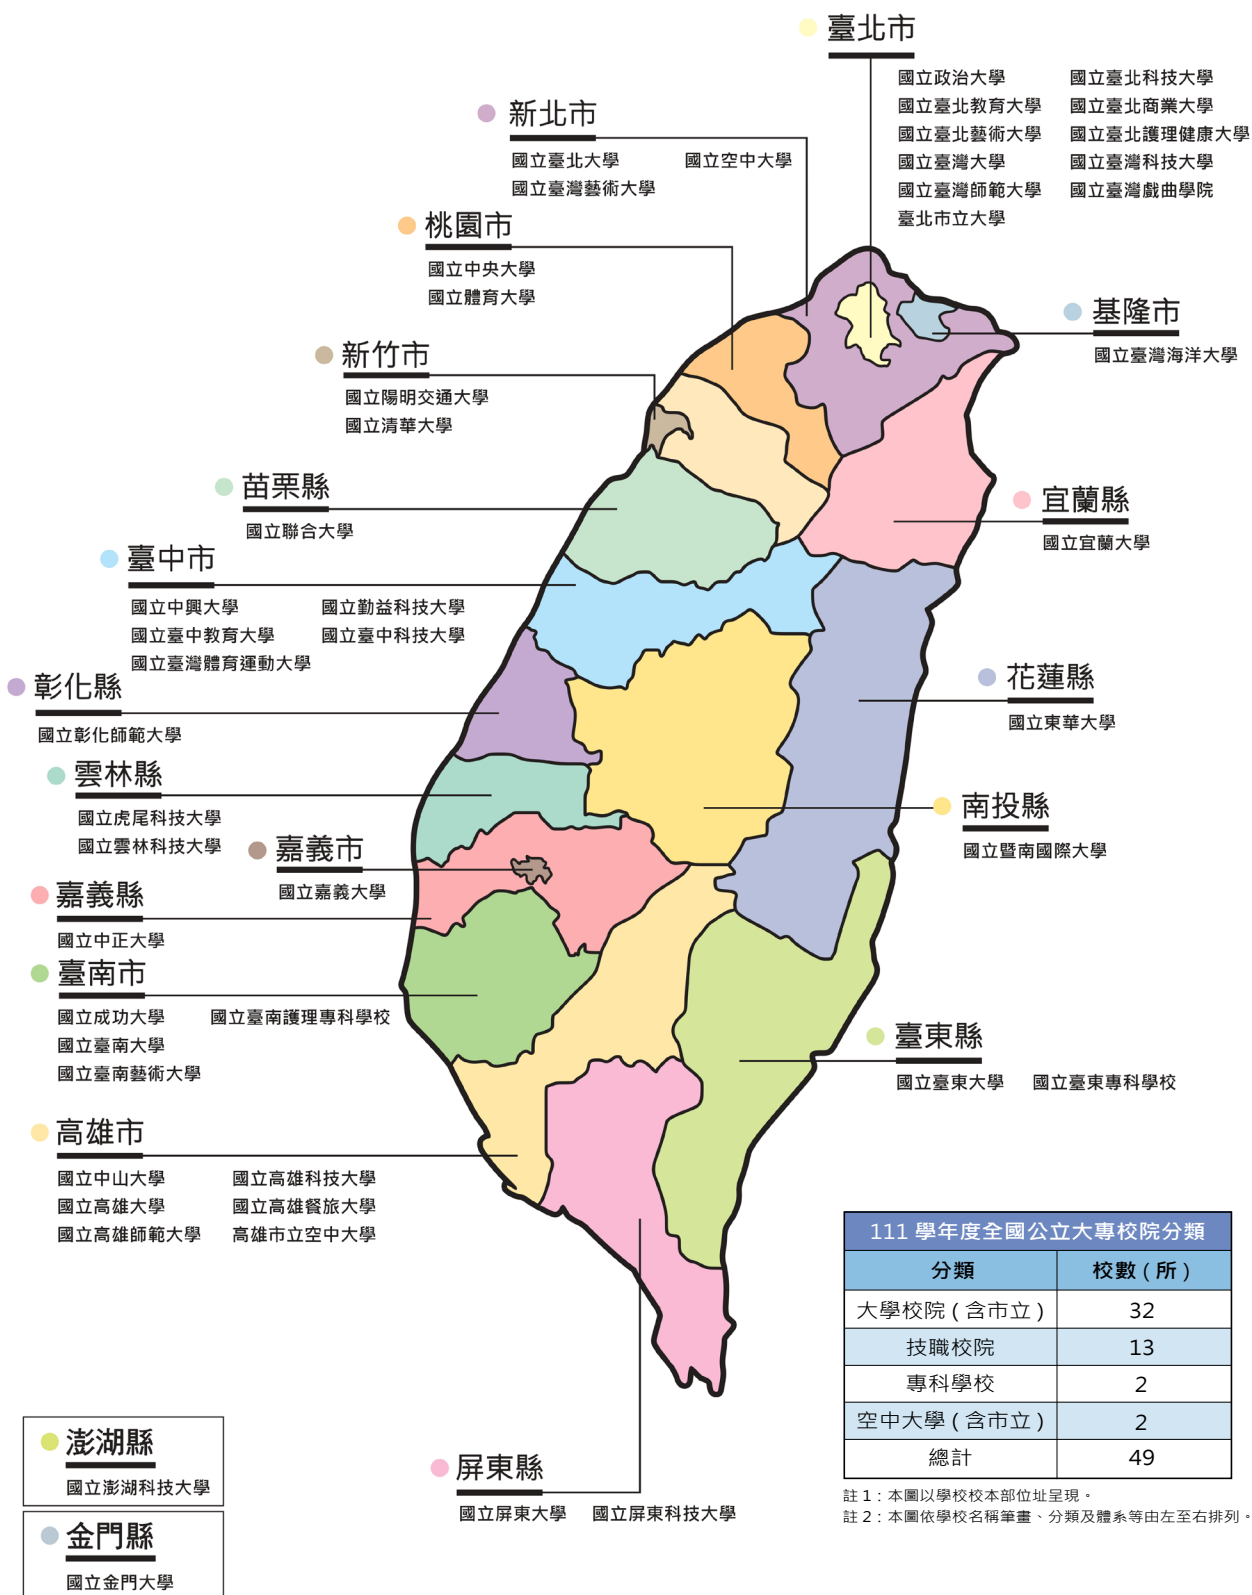 臺北市
國立政治大學 國立臺北科技大學
國立臺北教育大學 國立臺北商業大學
國立臺北藝術大學 國立臺北護理健康大學
國立臺灣大學 國立臺灣科技大學
國立臺灣師範大學 國立臺灣戲曲學院
臺北市立大學
新北市
國立臺北大學 國立空中大學
國立臺灣藝術大學
桃園市
國立中央大學
國立體育大學
基隆市
國立臺灣海洋大學
新竹市
國立陽明交通大學
國立清華大學
苗栗縣
國立聯合大學
宜蘭縣
國立宜蘭大學
臺中市
國立中興大學 國立勤益科技大學
國立臺中教育大學 國立臺中科技大學
國立臺灣體育運動大學
彰化縣
國立彰化師範大學
花蓮縣
國立東華大學
雲林縣
國立虎尾科技大學
國立雲林科技大學
南投縣
國立暨南國際大學
嘉義市
國立嘉義大學
嘉義縣
國立中正大學
臺南市
國立成功大學 國立臺南護理專科學校
國立臺南大學
國立臺南藝術大學
臺東縣
國立臺東大學 國立臺東專科學校
高雄市
國立中山大學 國立高雄科技大學
國立高雄大學 國立高雄餐旅大學
國立高雄師範大學 高雄市立空中大學
111 學年度全國公立大專校院分類
分類 校數 ( 所 )
大學校院 ( 含市立 ) 32
技職校院 13
專科學校 2
空中大學 ( 含市立 ) 2
總計 49
註 1：本圖以學校校本部位址呈現。
註 2：本圖依學校名稱筆畫、分類及體系等由左至右排列。
澎湖縣
國立澎湖科技大學
屏東縣
國立屏東大學 國立屏東科技大學
金門縣
國立金門大學